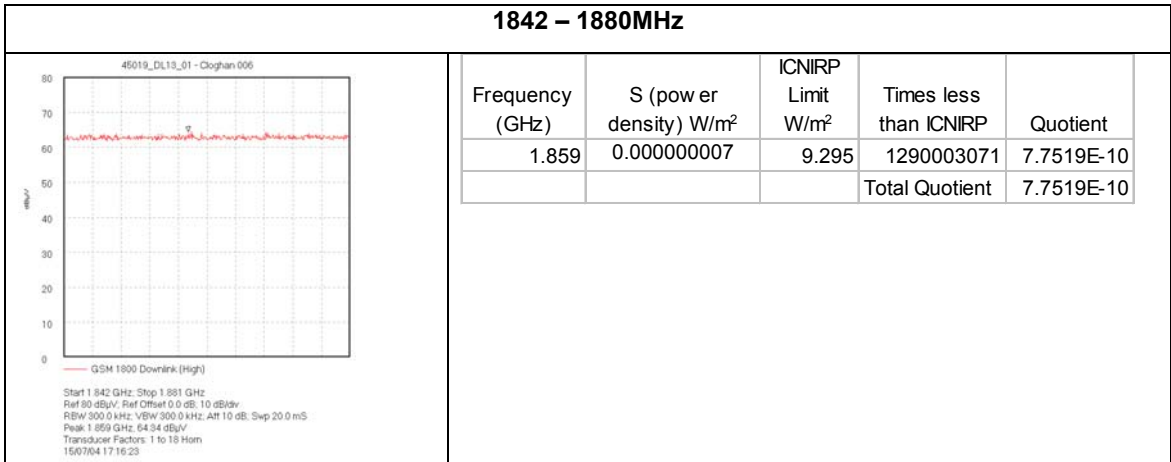 1842 – 1880MHz
45019_DL13_01 - Cloghan 006
80
70
60
50
40
30
20
10
0
dBµV
GSM 1800 Downlink (High)
Start 1.842 GHz; Stop 1.881 GHz
Ref 80 dBµV; Ref Offset 0.0 dB; 10 dB/div
RBW 300.0 kHz; VBW 300.0 kHz; Att 10 dB; Swp 20.0 mS
Peak 1.859 GHz, 64.34 dBµV
Transducer Factors: 1 to 18 Horn
15/07/04 17:16:23
Frequency (GHz) S (pow er density) W/m² ICNIRP Limit W/m² Times less than ICNIRP Quotient
1.859 0.000000007 9.295 1290003071 7.7519E-10
Total Quotient 7.7519E-10